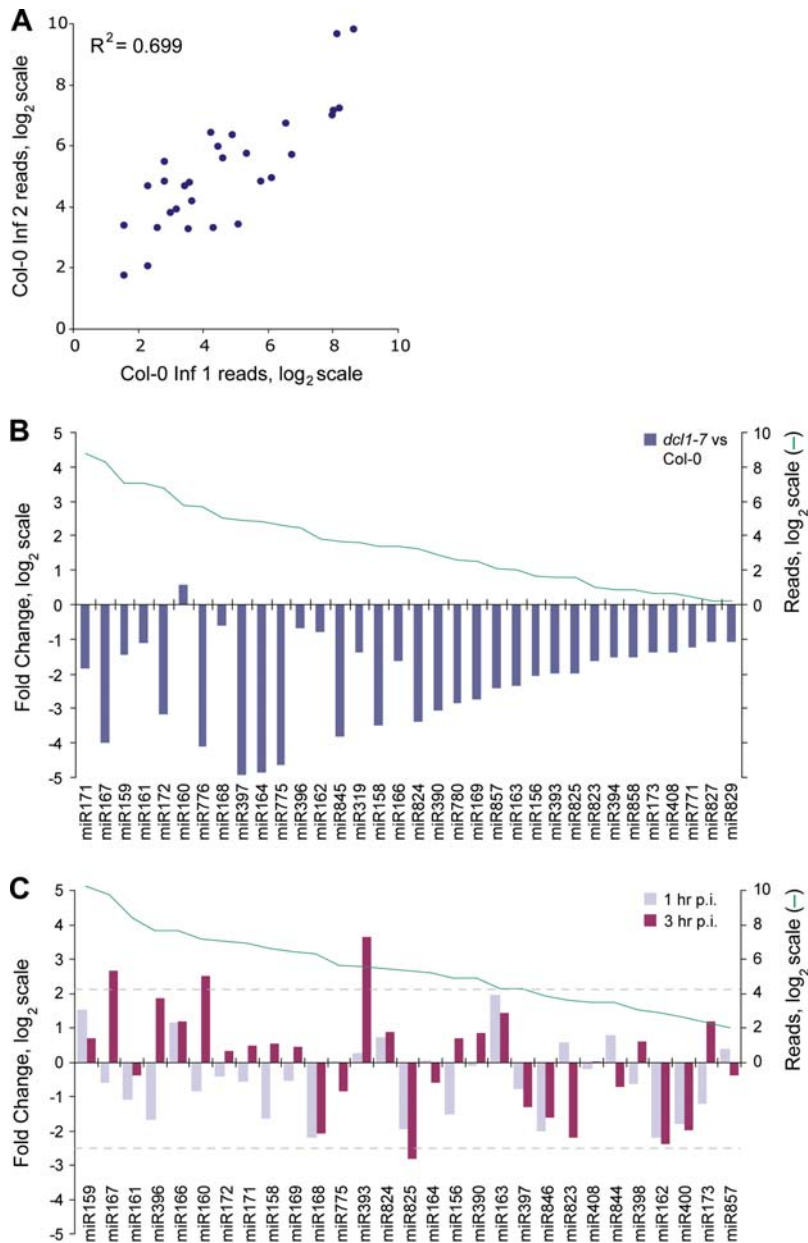 A
R² = 0.699
10
8
6
4
2
0
Col-0 Inf 2 reads, log₂ scale
0 2 4 6 8 10
Col-0 Inf 1 reads, log₂ scale
B
5
4
3
2
1
0
-1
-2
-3
-4
-5
Fold Change, log₂ scale
dcl1-7 vs
Col-0
10
8
6
4
2
0
Reads, log₂ scale (–)
miR171 miR167 miR159 miR161 miR172 miR160 miR776 miR168 miR397 miR164 miR775 miR396 miR162 miR845 miR319 miR158 miR166 miR824 miR390 miR780 miR169 miR857 miR163 miR156 miR393 miR825 miR823 miR394 miR858 miR173 miR408 miR771 miR827 miR829
C
5
4
3
2
1
0
-1
-2
-3
-4
-5
Fold Change, log₂ scale
1 hr p.i.
3 hr p.i.
10
8
6
4
2
0
Reads, log₂ scale (–)
miR159 miR167 miR161 miR396 miR166 miR160 miR172 miR171 miR158 miR169 miR168 miR775 miR393 miR824 miR825 miR164 miR156 miR390 miR163 miR397 miR846 miR823 miR408 miR844 miR398 miR162 miR400 miR173 miR857